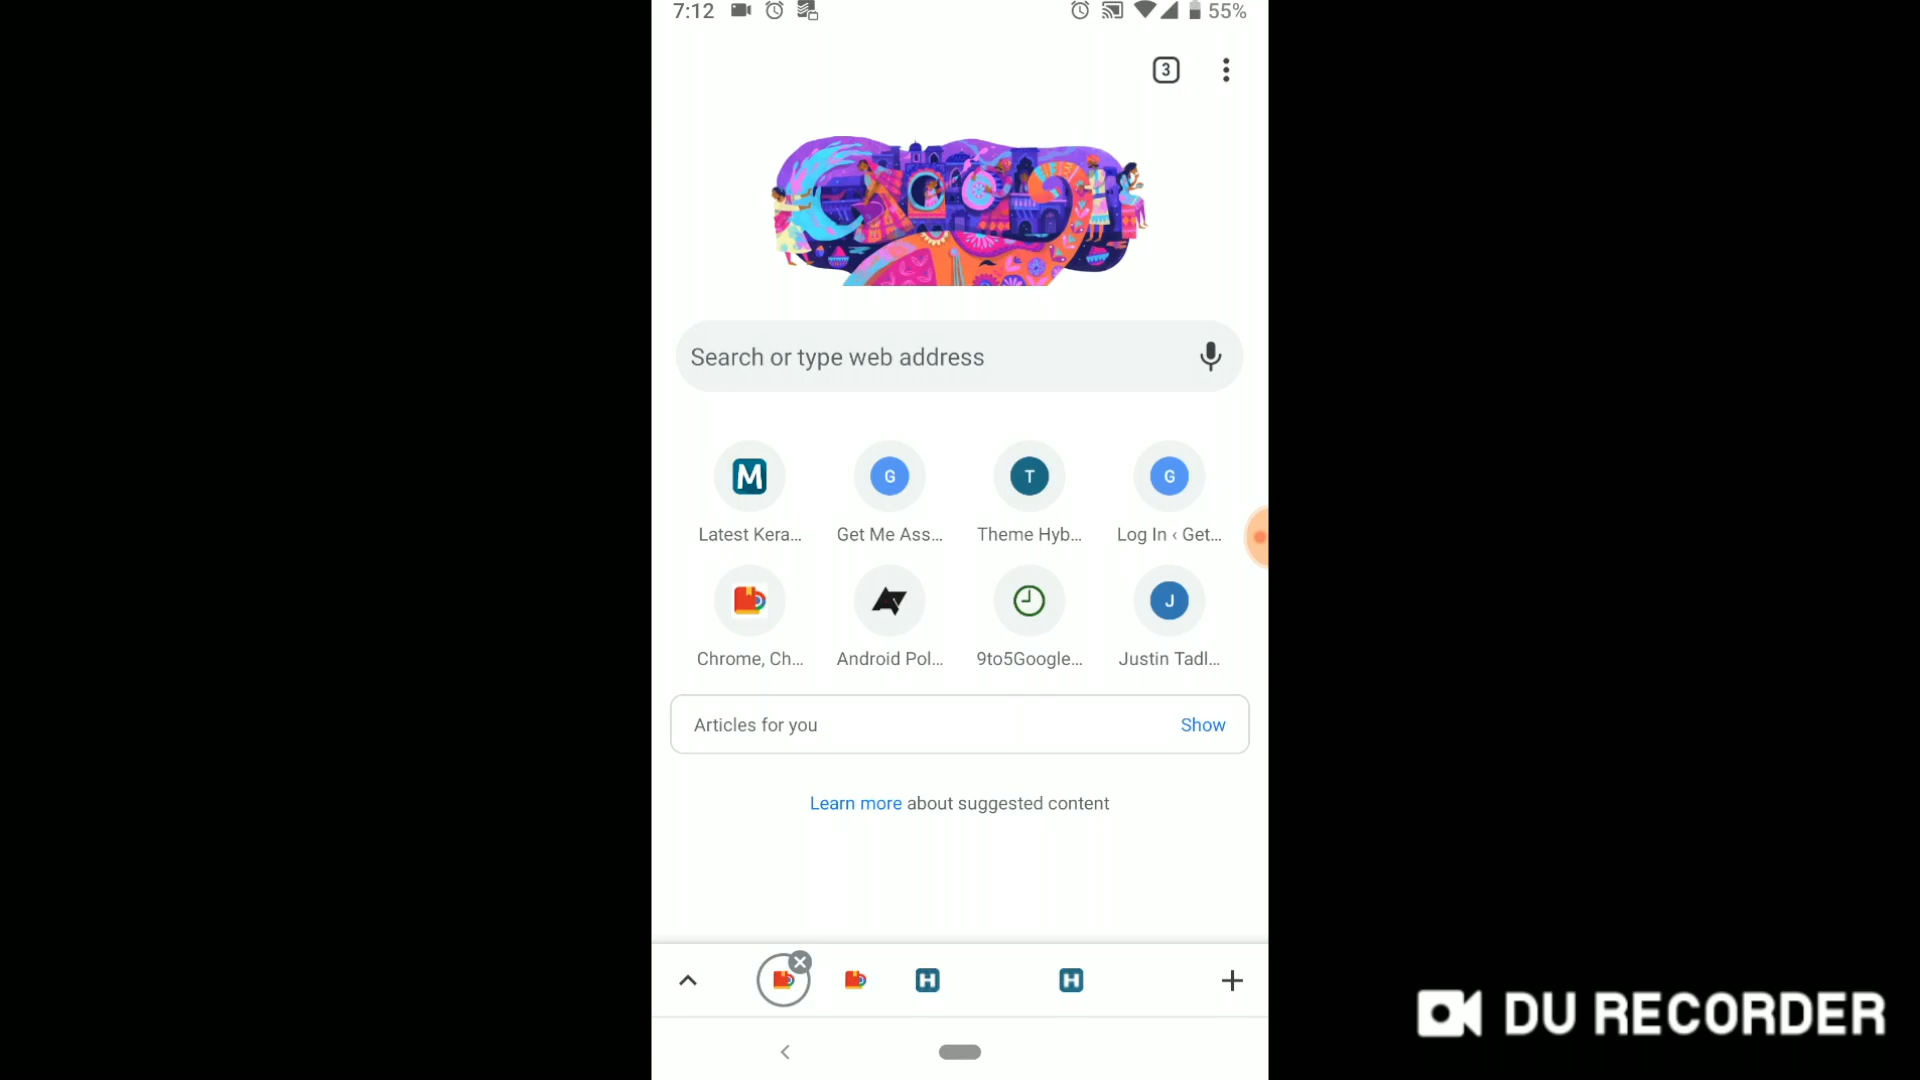 7:12 55%
3
Search or type web address
M G T G
Latest Kera... Get Me Ass... Theme Hyb... Log In ‹ Get...
J
Chrome, Ch... Android Pol... 9to5Google... Justin Tadl...
Articles for you Show
Learn more about suggested content
H H
DU RECORDER